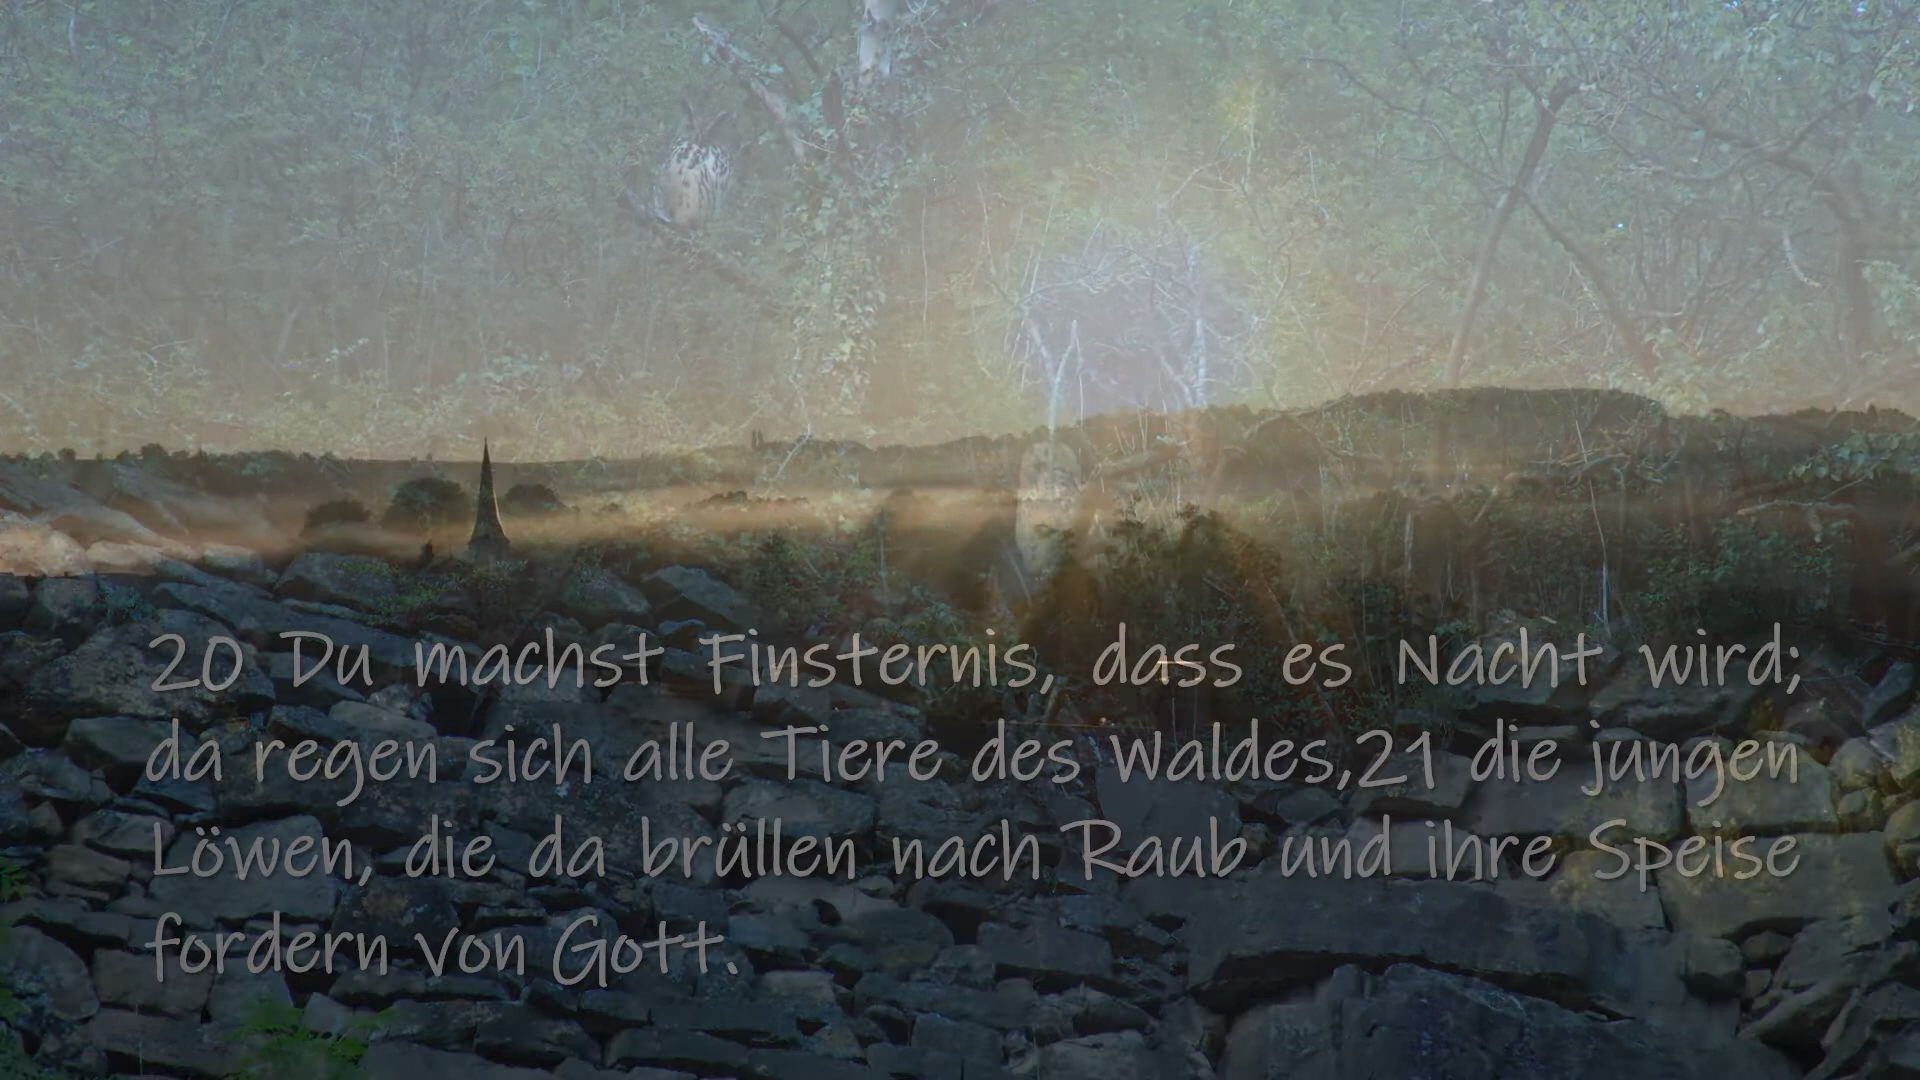 20 Du machst Finsternis, dass es Nacht wird;
da regen sich alle Tiere des Waldes,21 die jungen
Löwen, die da brüllen nach Raub und ihre Speise
fordern von Gott.